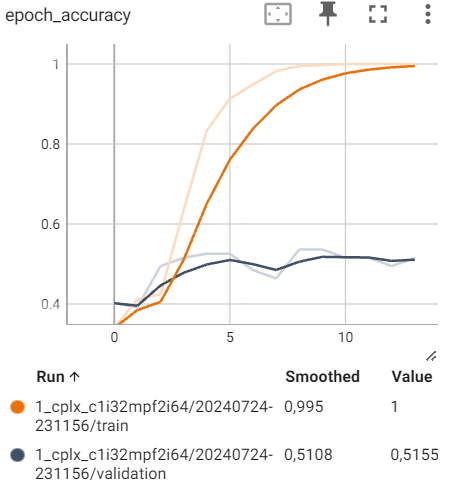 epoch_accuracy
1
0.8
0.6
0.4
0 5 10
Run ↑ Smoothed Value
1_cplx_c1i32mpf2i64/20240724- 0,995 1
231156/train
1_cplx_c1i32mpf2i64/20240724- 0,5108 0,5155
231156/validation